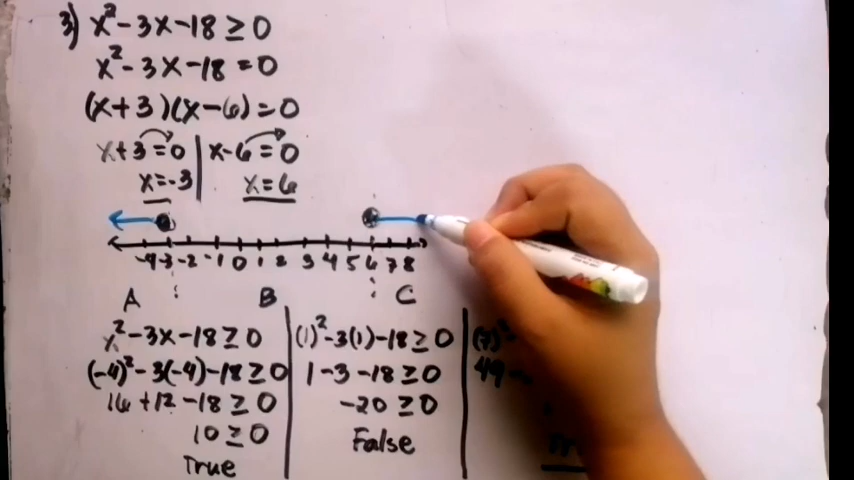 3) x² - 3x - 18 ≥ 0
x² - 3x - 18 = 0
(x + 3)(x - 6) = 0
x + 3 = 0 | x - 6 = 0
x = -3 | x = 6
-4 -3 -2 -1 0 1 2 3 4 5 6 7 8
A B C
x² - 3x - 18 ≥ 0
(-4)² - 3(-4) - 18 ≥ 0
16 + 12 - 18 ≥ 0
10 ≥ 0
True
(1)² - 3(1) - 18 ≥ 0
1 - 3 - 18 ≥ 0
-20 ≥ 0
False
(7)²
49 -